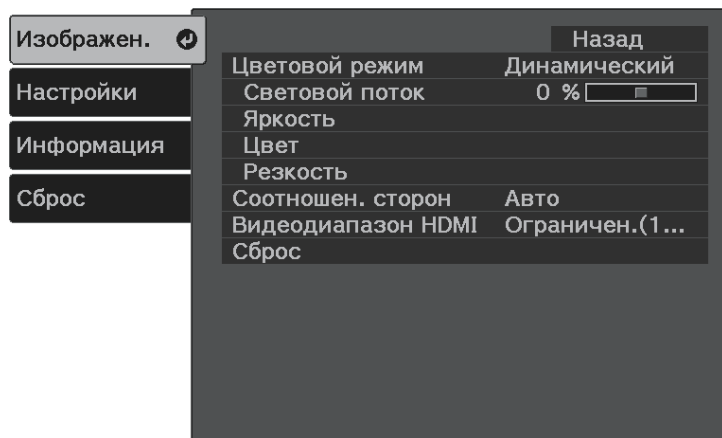 Изображен.
Настройки
Информация
Сброс
Назад
Цветовой режим Динамический
Световой поток 0 %
Яркость
Цвет
Резкость
Соотношен. сторон Авто
Видеодиапазон HDMI Ограничен.(1...
Сброс